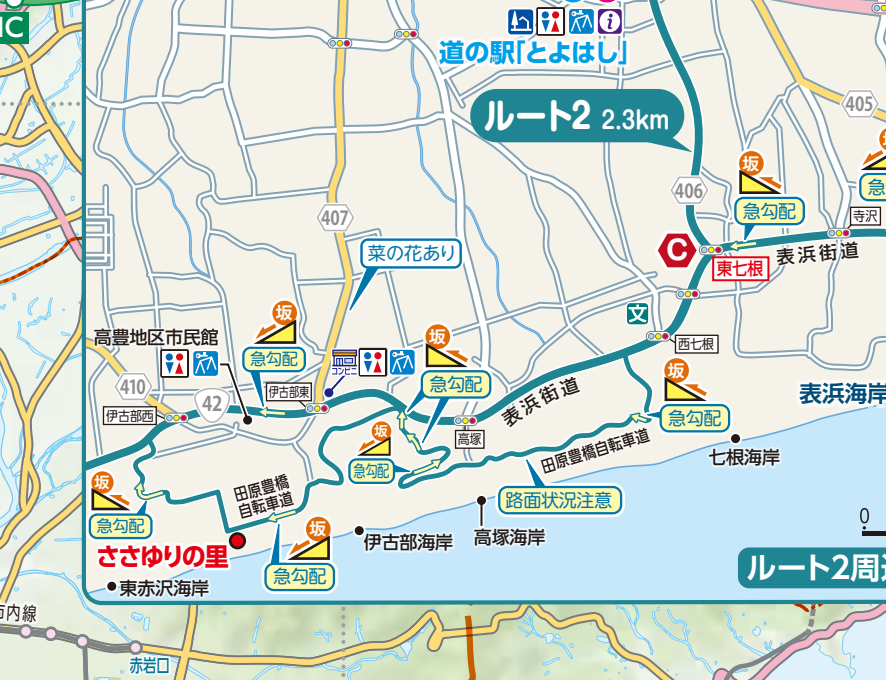 IC
道の駅「とよはし」
ルート2 2.3km
405
坂
坂
急勾配
急
406
寺沢
407
C
東七根
表浜街道
菜の花あり
文
高豊地区市民館
坂
急勾配
コンビニ
坂
急勾配
西七根
410
42
伊古部東
伊古部西
表浜街道
坂
急勾配
表浜海岸
高塚
坂
急勾配
田原豊橋自転車道
七根海岸
坂
急勾配
田原豊橋
自転車道
路面状況注意
坂
急勾配
ささゆりの里
伊古部海岸
高塚海岸
0
ルート2周辺
東赤沢海岸
市内線
赤岩口